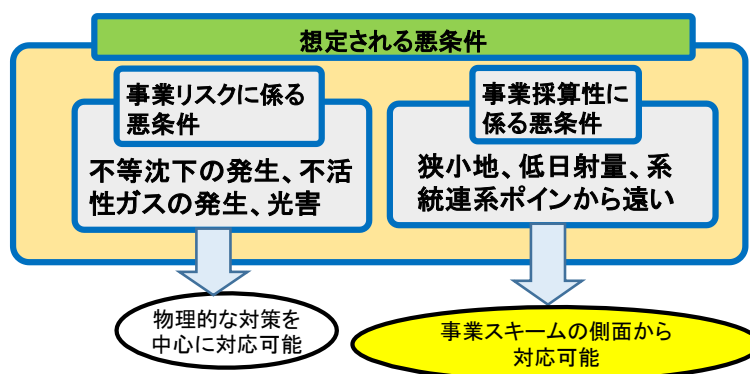 想定される悪条件
事業リスクに係る
悪条件
不等沈下の発生、不活
性ガスの発生、光害
事業採算性に
係る悪条件
狭小地、低日射量、系
統連系ポインから遠い
物理的な対策を
中心に対応可能
事業スキームの側面から
対応可能